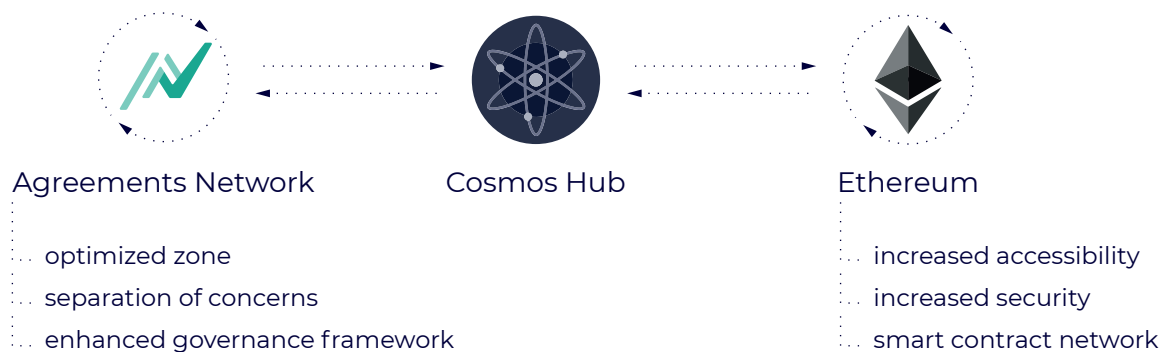 Agreements Network
Cosmos Hub
Ethereum
optimized zone
separation of concerns
enhanced governance framework
increased accessibility
increased security
smart contract network